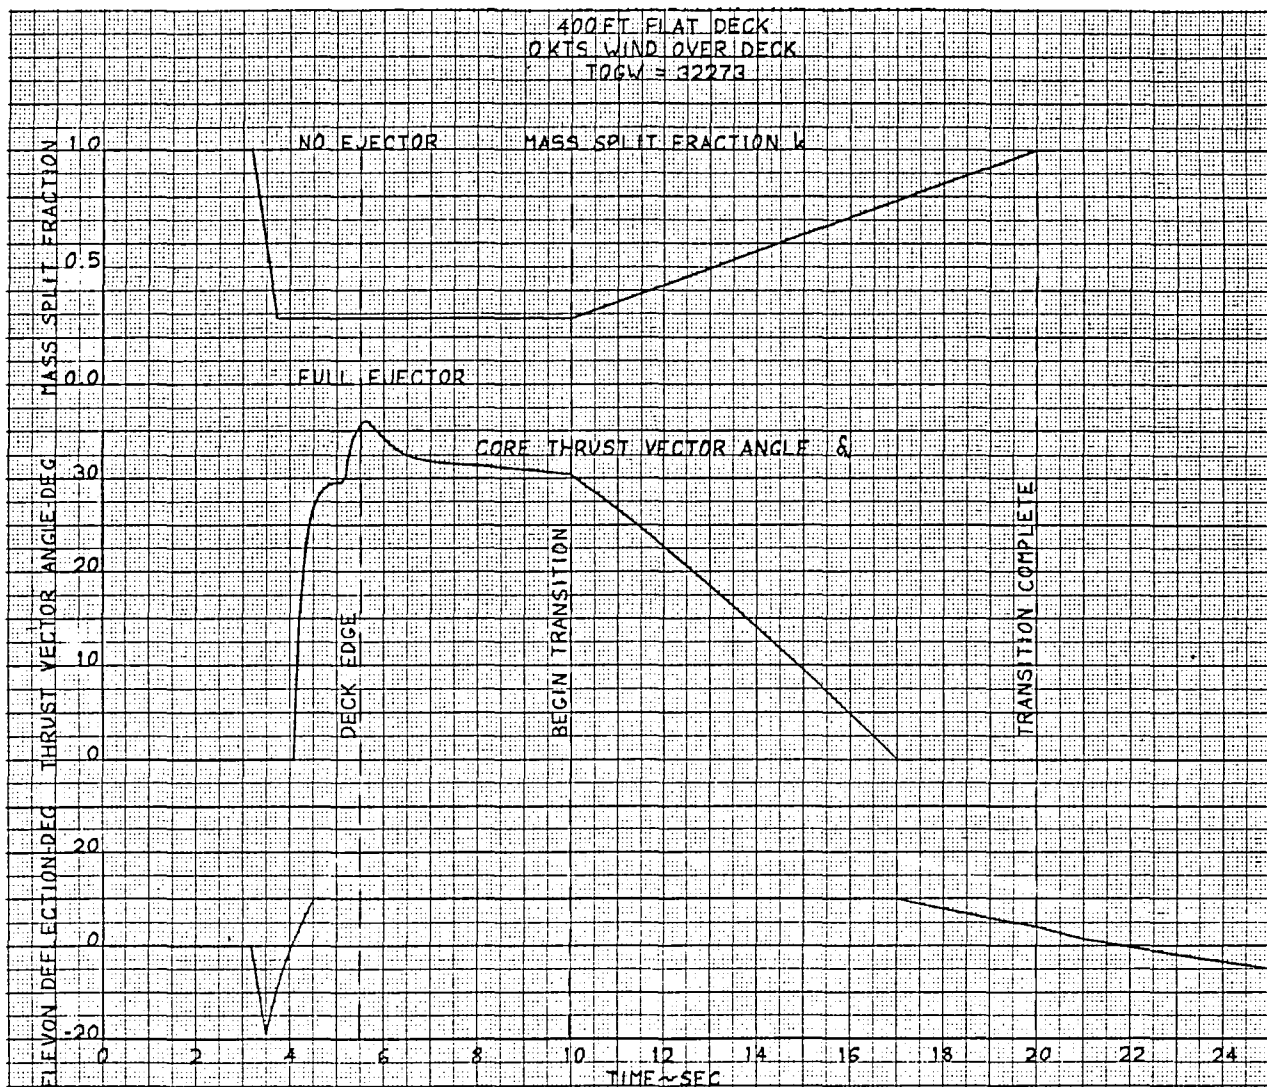 400 FT FLAT DECK
0 KTS WIND OVER DECK
TOGW = 32273
MASS SPLIT FRACTION
1.0
0.5
0.0
NO EJECTOR
MASS SPLIT FRACTION k
FULL EJECTOR
THRUST VECTOR ANGLE-DEG
30
20
10
0
CORE THRUST VECTOR ANGLE δ
DECK EDGE
BEGIN TRANSITION
TRANSITION COMPLETE
ELEVON DEFLECTION-DEG
20
0
-20
0 2 4 6 8 10 12 14 16 18 20 22 24
TIME~SEC